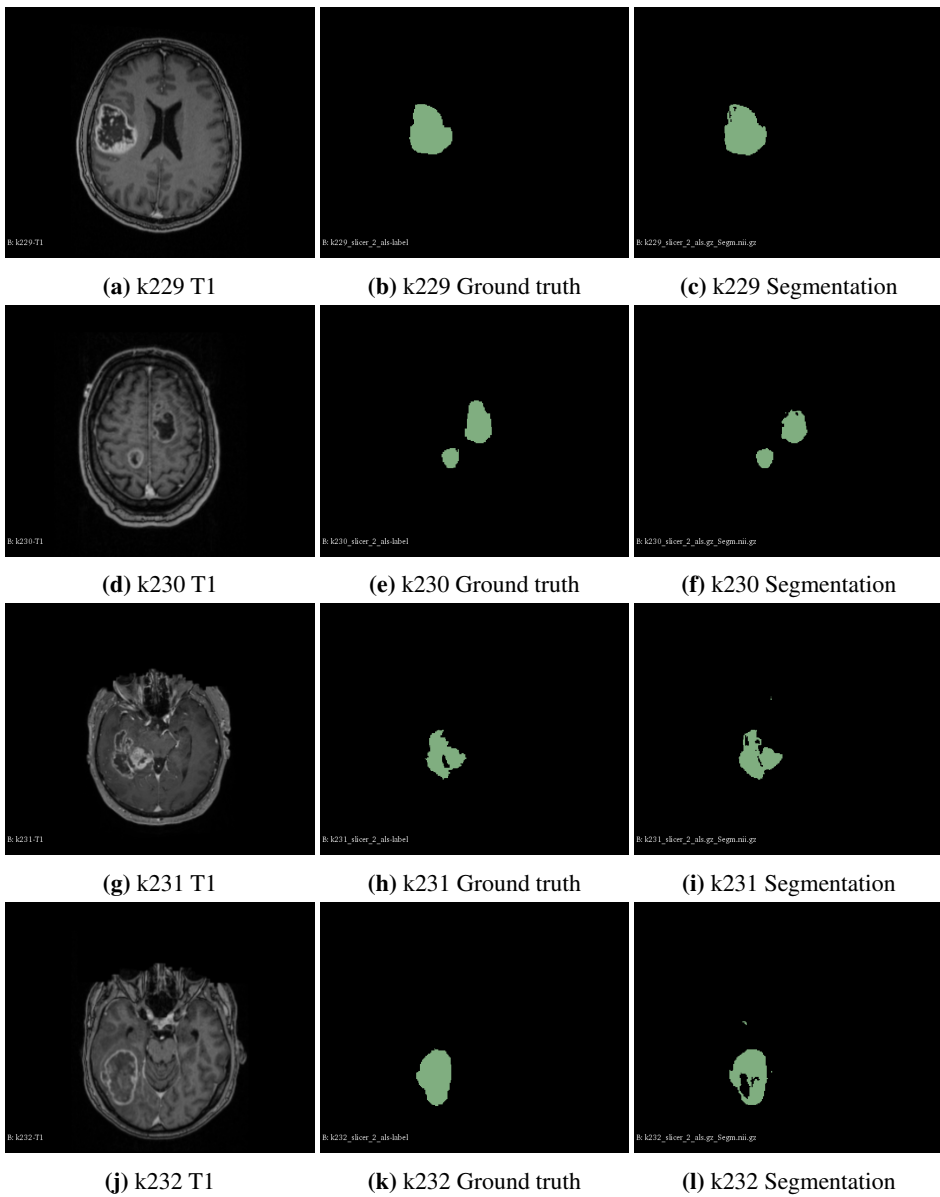 B: k229-T1
B: k229_slicer_2_als-label
B: k229_slicer_2_als.gz_Segm.nii.gz
(a) k229 T1
(b) k229 Ground truth
(c) k229 Segmentation
B: k230-T1
B: k230_slicer_2_als-label
B: k230_slicer_2_als.gz_Segm.nii.gz
(d) k230 T1
(e) k230 Ground truth
(f) k230 Segmentation
B: k231-T1
B: k231_slicer_2_als-label
B: k231_slicer_2_als.gz_Segm.nii.gz
(g) k231 T1
(h) k231 Ground truth
(i) k231 Segmentation
B: k232-T1
B: k232_slicer_2_als-label
B: k232_slicer_2_als.gz_Segm.nii.gz
(j) k232 T1
(k) k232 Ground truth
(l) k232 Segmentation